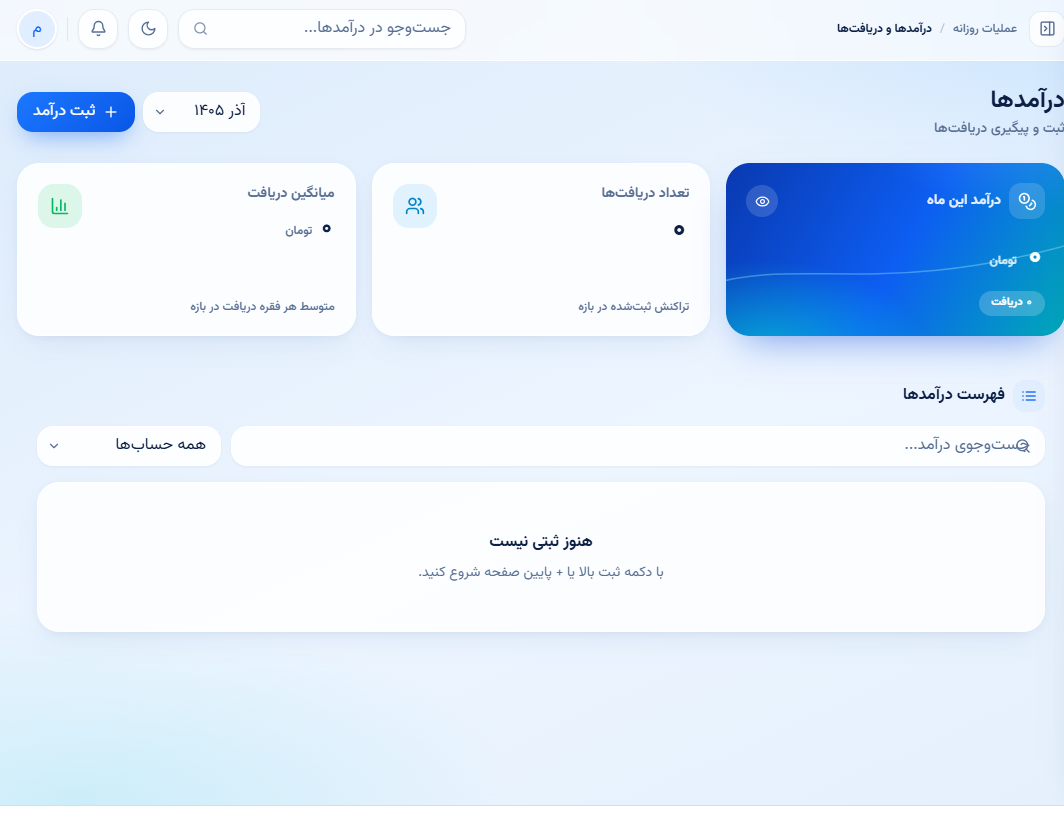 عملیات روزانه / درآمدها و دریافت‌ها
جست‌وجو در درآمدها...
م
درآمدها
ثبت و پیگیری دریافت‌ها
آذر ۱۴۰۵
+ ثبت درآمد
درآمد این ماه
۰ تومان
۰ دریافت
تعداد دریافت‌ها
۰
تراکنش ثبت‌شده در بازه
میانگین دریافت
۰ تومان
متوسط هر فقره دریافت در بازه
فهرست درآمدها
جست‌وجوی درآمد...
همه حساب‌ها
هنوز ثبتی نیست
با دکمه ثبت بالا یا + پایین صفحه شروع کنید.